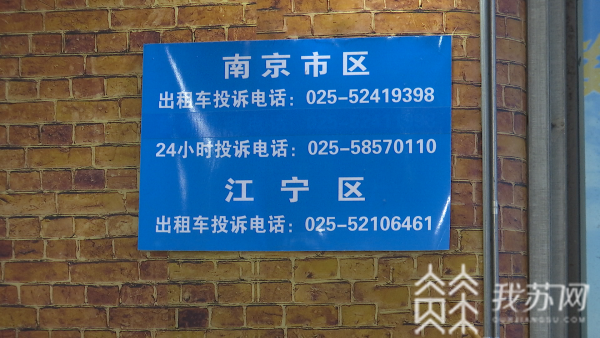 南京市区
出租车投诉电话：025-52419398
24小时投诉电话：025-58570110
江宁区
出租车投诉电话：025-52106461
我苏网
OURJIANGSU.COM